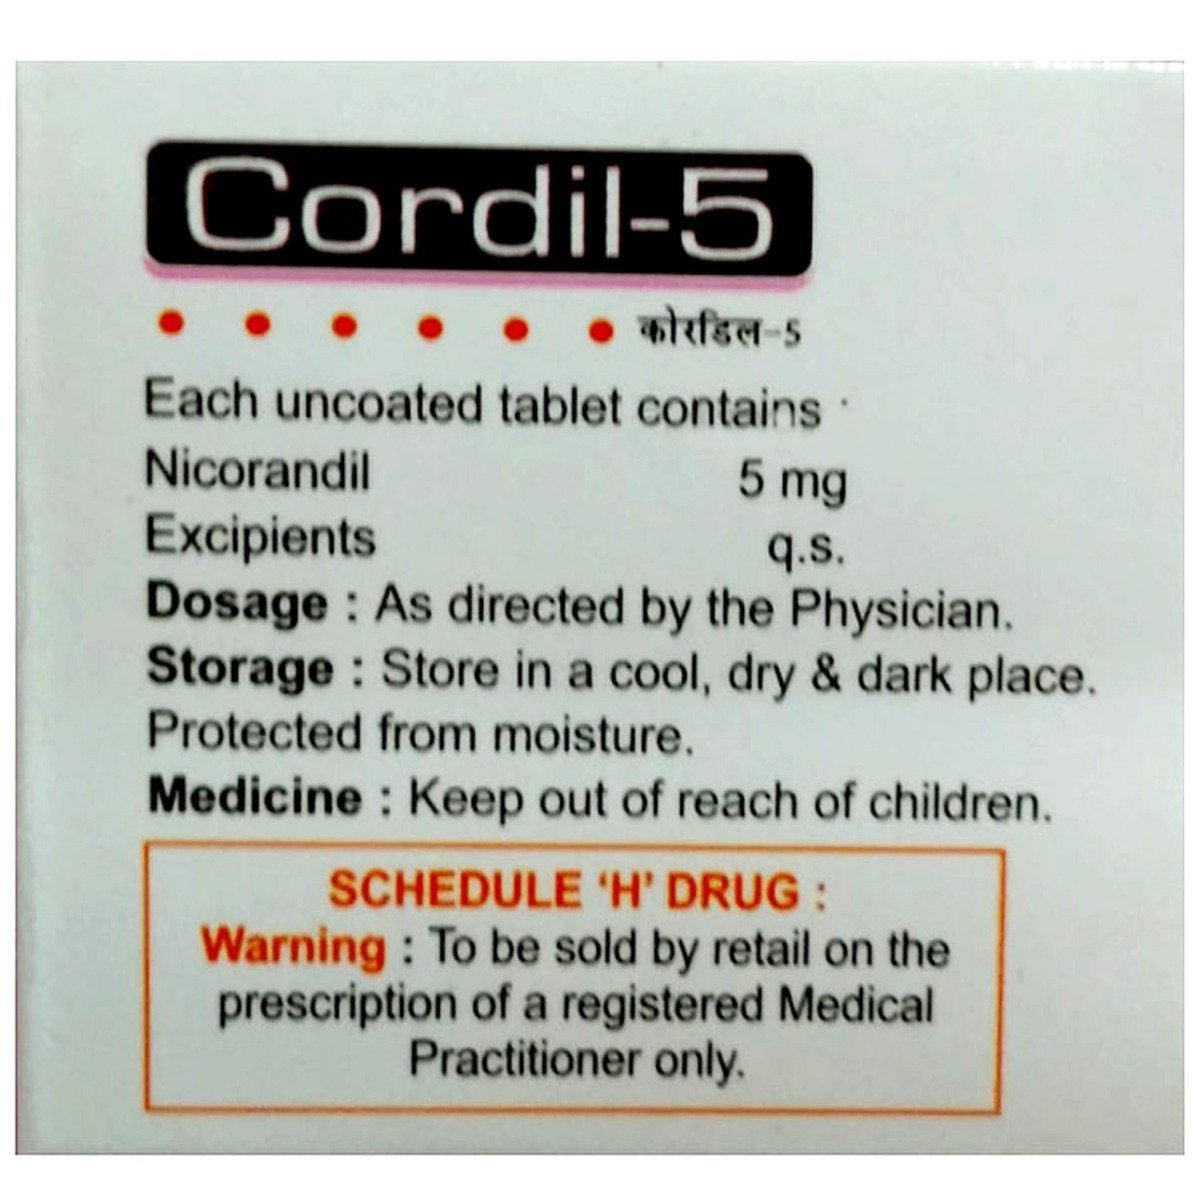 Cordil-5
कोरडिल-5
Each uncoated tablet contains
Nicorandil 5 mg
Excipients q.s.
Dosage : As directed by the Physician.
Storage : Store in a cool, dry & dark place.
Protected from moisture.
Medicine : Keep out of reach of children.
SCHEDULE ‘H’ DRUG :
Warning : To be sold by retail on the
prescription of a registered Medical
Practitioner only.